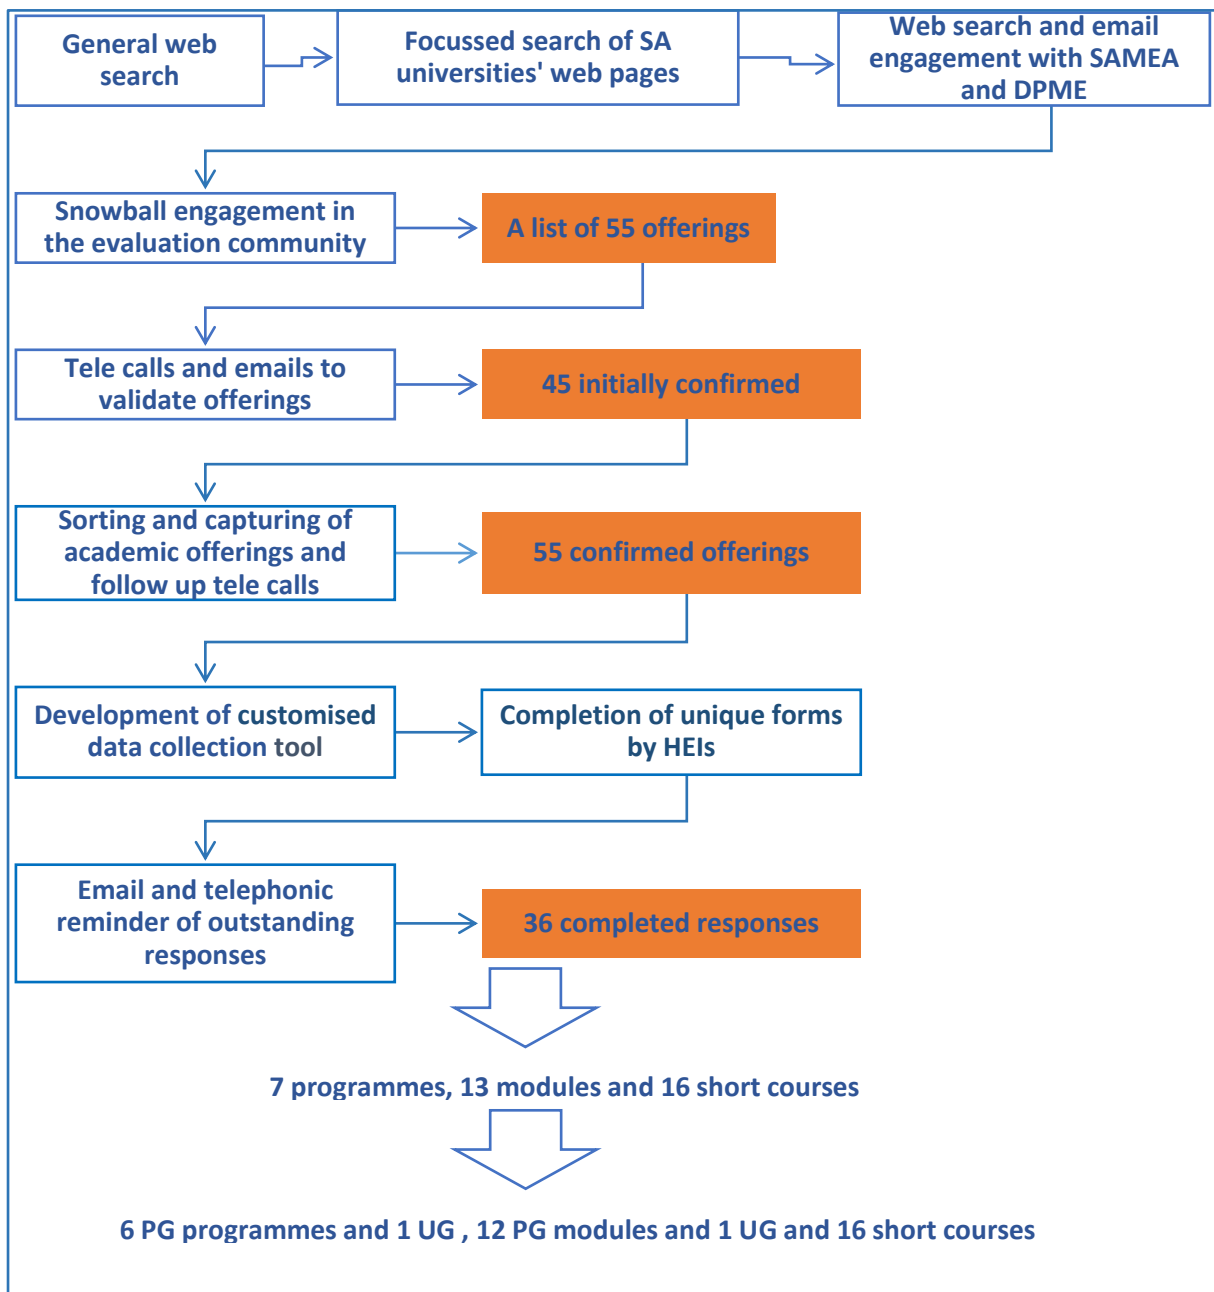 General web
search
Focussed search of SA
universities' web pages
Web search and email
engagement with SAMEA
and DPME
Snowball engagement in
the evaluation community
A list of 55 offerings
Tele calls and emails to
validate offerings
45 initially confirmed
Sorting and capturing of
academic offerings and
follow up tele calls
55 confirmed offerings
Development of customised
data collection tool
Completion of unique forms
by HEIs
Email and telephonic
reminder of outstanding
responses
36 completed responses
7 programmes, 13 modules and 16 short courses
6 PG programmes and 1 UG , 12 PG modules and 1 UG and 16 short courses